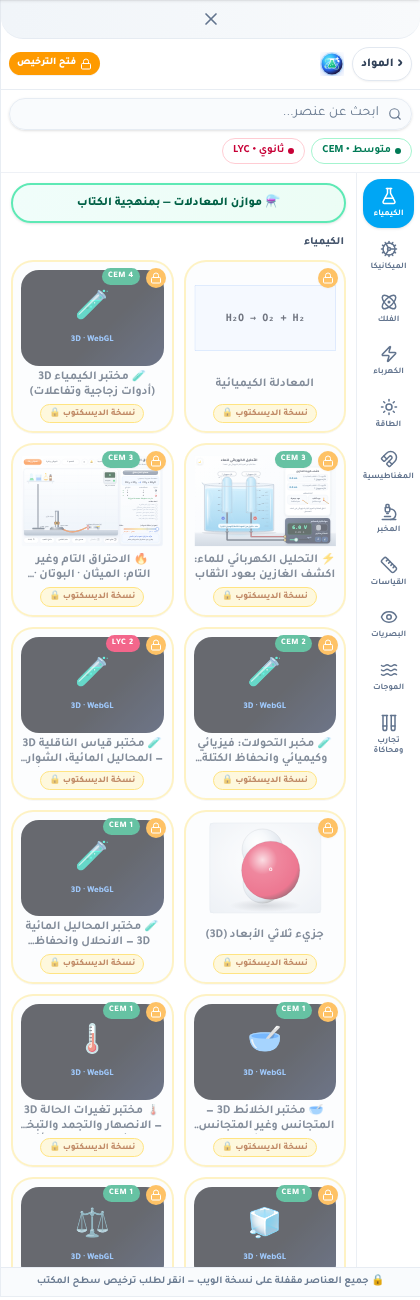 المواد
فتح الترخيص
ابحث عن عنصر...
متوسط • CEM
ثانوي • LYC
موازن المعادلات – بمنهجية الكتاب
الكيمياء
الميكانيكا
الفلك
الكهرباء
الطاقة
المغناطيسية
المخبر
القياسات
البصريات
الموجات
تجارب
ومحاكاة
الكيمياء
H₂O → O₂ + H₂
المعادلة الكيميائية
نسخة الديسكتوب
CEM 4
3D · WebGL
مختبر الكيمياء 3D
(أدوات زجاجية وتفاعلات)
نسخة الديسكتوب
CEM 3
التحليل الكهربائي للماء:
اكتشف الغازين بعود الثقاب
نسخة الديسكتوب
CEM 3
الاحتراق التام وغير
التام: الميثان · البوتان ·...
نسخة الديسكتوب
CEM 2
3D · WebGL
مخبر التحولات: فيزيائي
وكيميائي وانحفاظ الكتلة...
نسخة الديسكتوب
LYC 2
3D · WebGL
مختبر قياس الناقلية 3D
– المحاليل المائية، الشوار...
نسخة الديسكتوب
جزيء ثلاثي الأبعاد (3D)
نسخة الديسكتوب
CEM 1
3D · WebGL
مختبر المحاليل المائية
3D – الانحلال وانحفاظ...
نسخة الديسكتوب
CEM 1
3D · WebGL
مختبر الخلائط 3D –
المتجانس وغير المتجانس...
نسخة الديسكتوب
CEM 1
3D · WebGL
مختبر تغيرات الحالة 3D
– الانصهار والتجمد والتبخـ...
نسخة الديسكتوب
CEM 1
3D · WebGL
CEM 1
3D · WebGL
جميع العناصر مقفلة على نسخة الويب – انقر لطلب ترخيص سطح المكتب